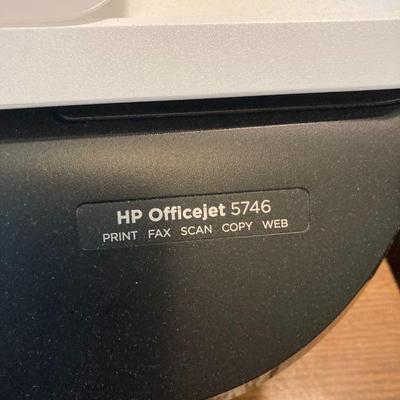 HP Officejet 5746
PRINT FAX SCAN COPY WEB